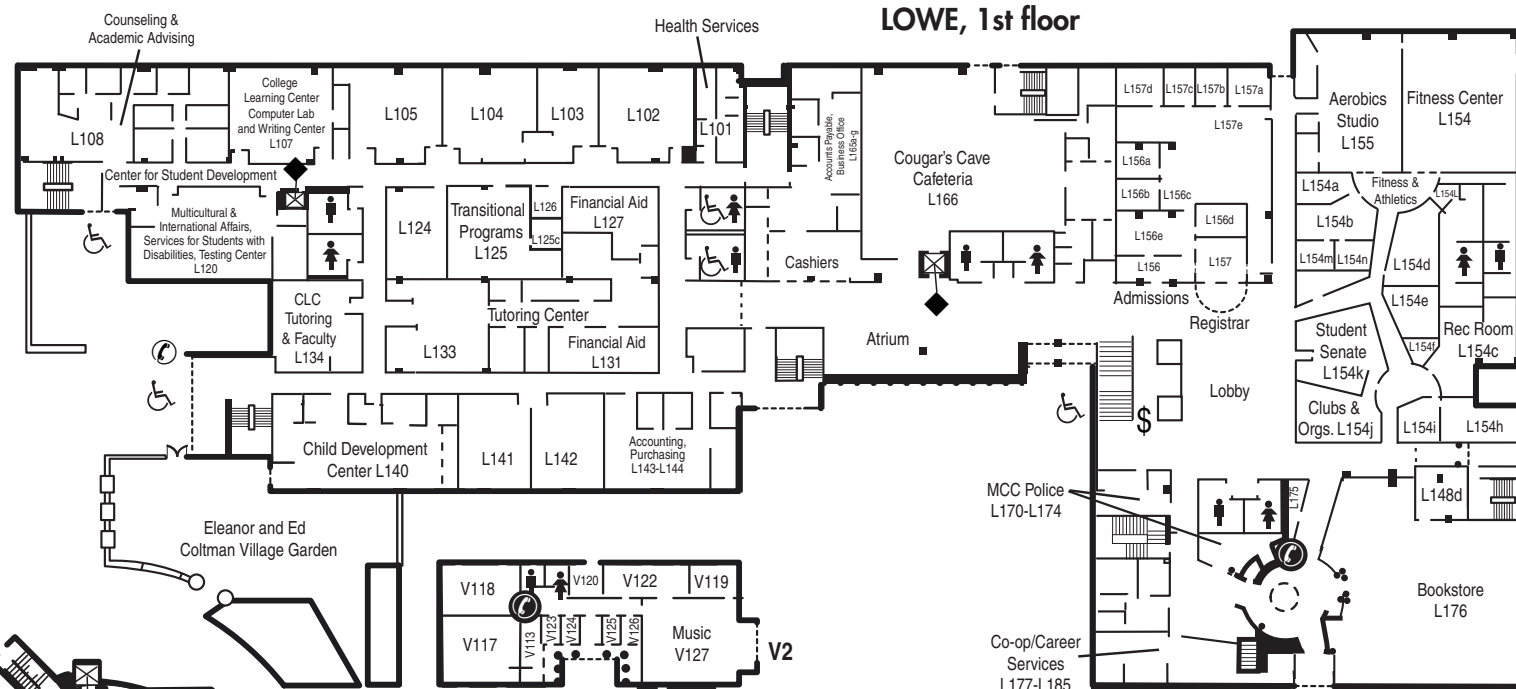 LOWE, 1st floor
Counseling &
Academic Advising
Health Services
L108
College
Learning Center
Computer Lab
and Writing Center
L107
L105
L104
L103
L102
L101
Accounts Payable,
Business Office
L165a-g
Cougar's Cave
Cafeteria
L166
L157d
L157c
L157b
L157a
L157e
L156a
L156b
L156c
L156d
L156e
L156
L157
Aerobics
Studio
L155
Fitness Center
L154
Center for Student Development
Multicultural &
International Affairs,
Services for Students with
Disabilities, Testing Center
L120
L124
Transitional
Programs
L125
L126
L125c
Financial Aid
L127
Cashiers
Admissions
Registrar
L154a
Fitness &
Athletics
L154L
L154b
L154m
L154n
L154d
L154e
L154f
Rec Room
L154c
Student
Senate
L154k
Clubs &
Orgs. L154j
L154i
L154h
CLC
Tutoring
& Faculty
L134
Tutoring Center
L133
Financial Aid
L131
Atrium
Lobby
$
Child Development
Center L140
L141
L142
Accounting,
Purchasing
L143-L144
MCC Police
L170-L174
L175
L148d
Bookstore
L176
Co-op/Career
Services
L177-L185
Eleanor and Ed
Coltman Village Garden
V118
V120
V122
V119
V117
V113
V123
V124
V125
V126
Music
V127
V2